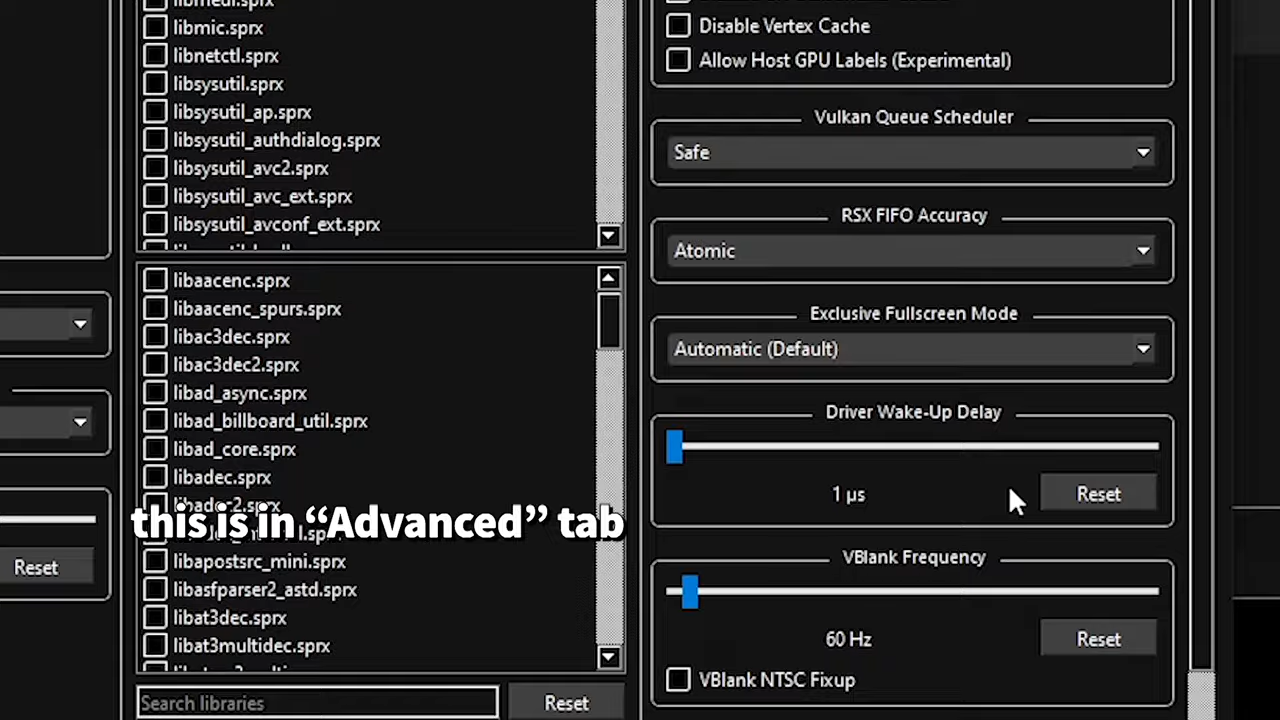 libmic.sprx
libnetctl.sprx
libsysutil.sprx
libsysutil_ap.sprx
libsysutil_authdialog.sprx
libsysutil_avc2.sprx
libsysutil_avc_ext.sprx
libsysutil_avconf_ext.sprx
libaacenc.sprx
libaacenc_spurs.sprx
libac3dec.sprx
libac3dec2.sprx
libad_async.sprx
libad_billboard_util.sprx
libad_core.sprx
libadec.sprx
this is in “Advanced” tab
libapostsrc_mini.sprx
libasfparser2_astd.sprx
libat3dec.sprx
libat3multidec.sprx
Search libraries
Reset
Reset
Disable Vertex Cache
Allow Host GPU Labels (Experimental)
Vulkan Queue Scheduler
Safe
RSX FIFO Accuracy
Atomic
Exclusive Fullscreen Mode
Automatic (Default)
Driver Wake-Up Delay
1 µs
Reset
VBlank Frequency
60 Hz
Reset
VBlank NTSC Fixup